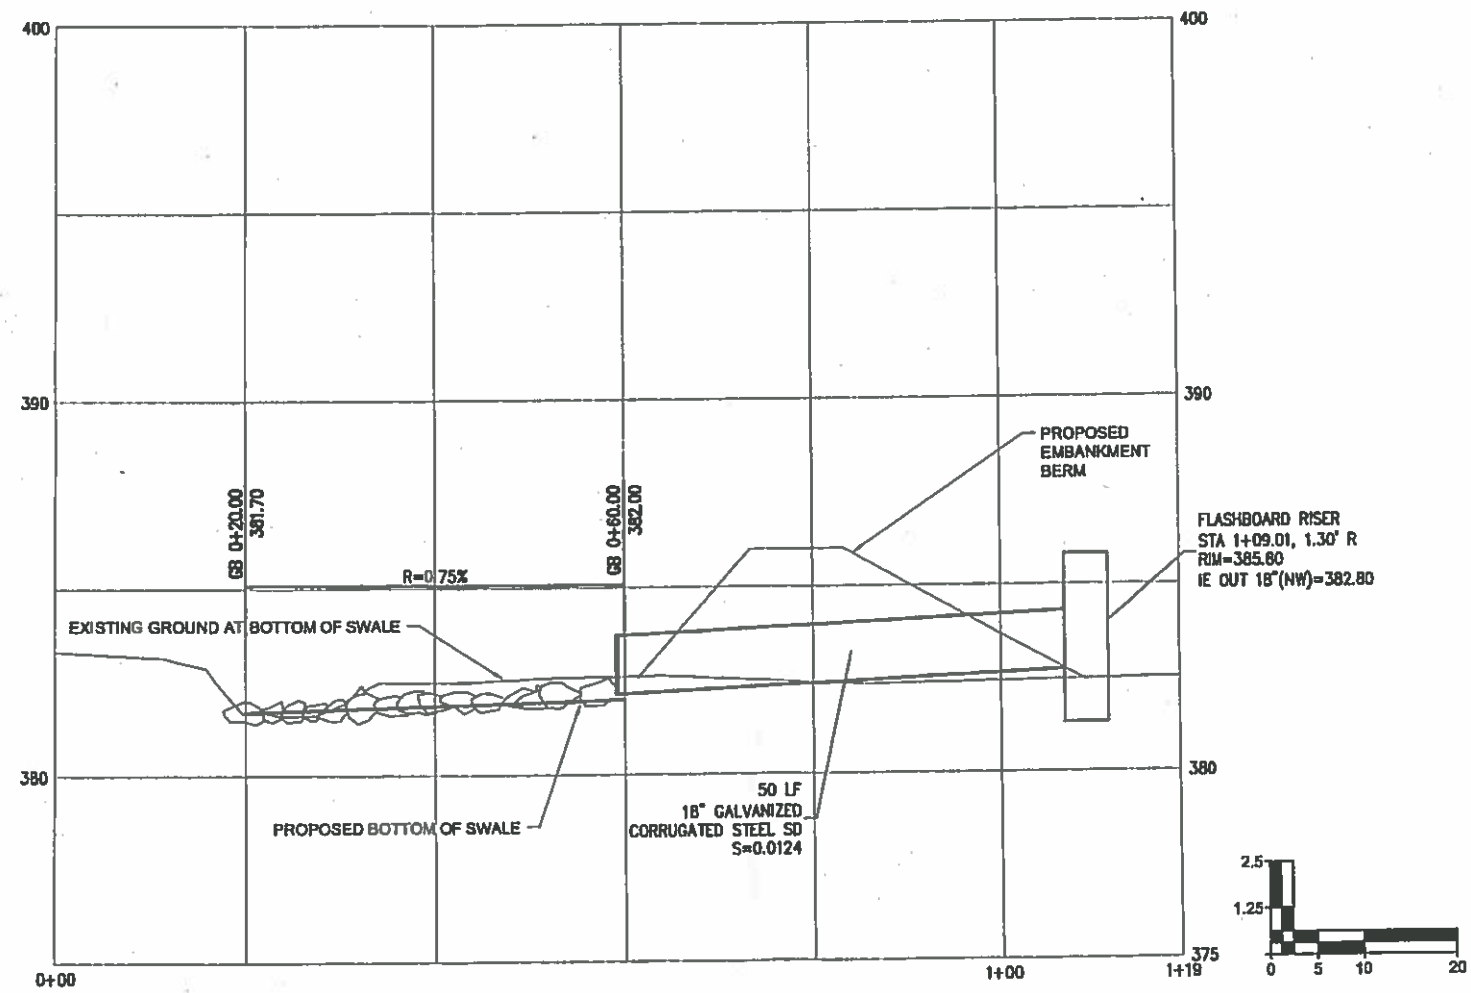 400
400
390
390
GB 0+20.00
381.70
GB 0+60.00
382.00
R=0.75%
PROPOSED
EMBANKMENT
BERM
FLASHBOARD RISER
STA 1+09.01, 1.30' R
RIM=385.60
IE OUT 18"(NW)=382.80
EXISTING GROUND AT BOTTOM OF SWALE
380
380
PROPOSED BOTTOM OF SWALE
50 LF
18" GALVANIZED
CORRUGATED STEEL SD
S=0.0124
2.5
1.25
0 5 10 20
375
0+00
1+00
1+19